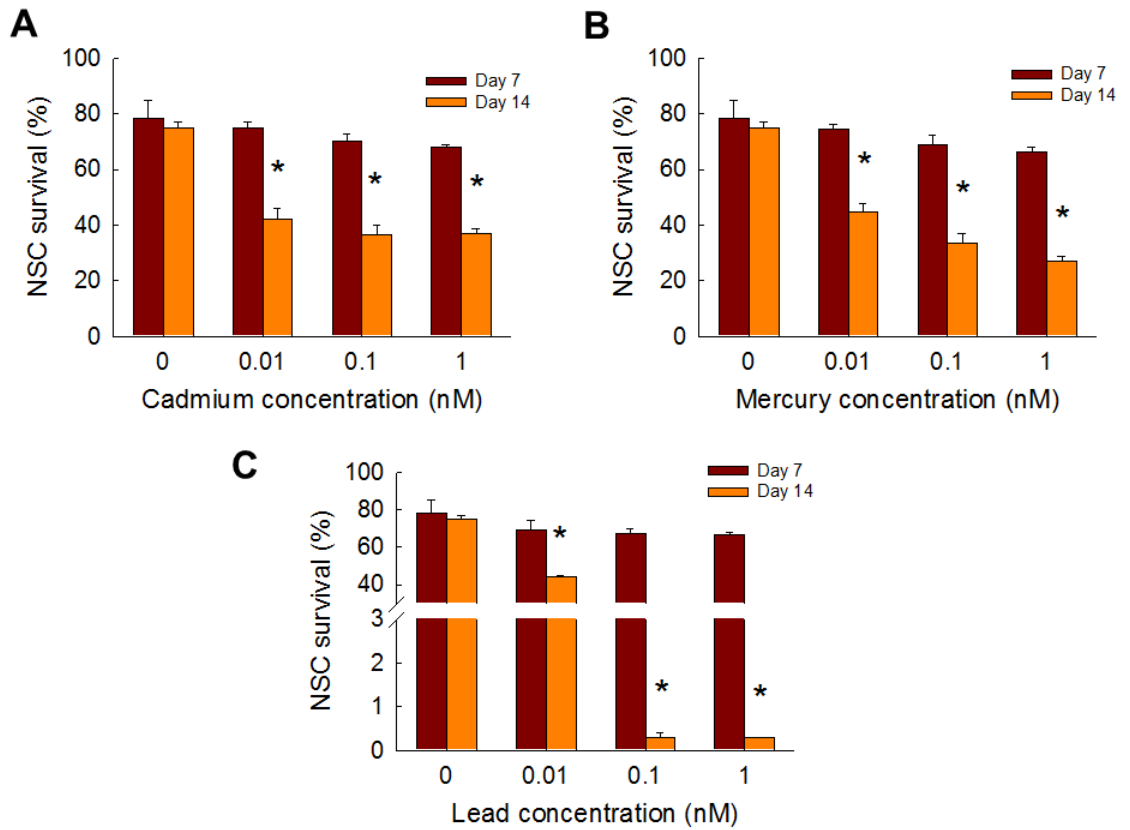 A
NSC survival (%)
100
80
60
40
20
0
Day 7
Day 14
*
*
*
0
0.01
0.1
1
Cadmium concentration (nM)
B
NSC survival (%)
100
80
60
40
20
0
Day 7
Day 14
*
*
*
0
0.01
0.1
1
Mercury concentration (nM)
C
NSC survival (%)
100
80
60
40
3
2
1
0
Day 7
Day 14
*
*
*
0
0.01
0.1
1
Lead concentration (nM)